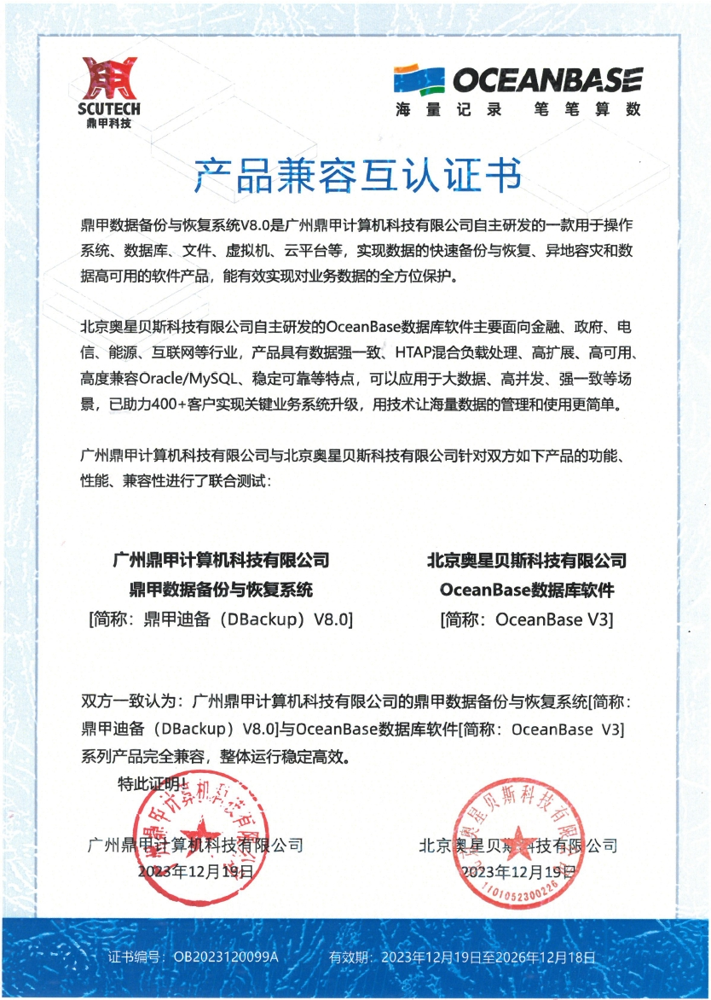 SCUTECH
鼎甲科技
OCEANBASE
海量记录 笔笔算数
产品兼容互认证书
鼎甲数据备份与恢复系统V8.0是广州鼎甲计算机科技有限公司自主研发的一款用于操作
系统、数据库、文件、虚拟机、云平台等，实现数据的快速备份与恢复、异地容灾和数
据高可用的软件产品，能有效实现对业务数据的全方位保护。
北京奥星贝斯科技有限公司自主研发的OceanBase数据库软件主要面向金融、政府、电
信、能源、互联网等行业，产品具有数据强一致、HTAP混合负载处理、高扩展、高可用、
高度兼容Oracle/MySQL、稳定可靠等特点，可以应用于大数据、高并发、强一致等场
景，已助力400+客户实现关键业务系统升级，用技术让海量数据的管理和使用更简单。
广州鼎甲计算机科技有限公司与北京奥星贝斯科技有限公司针对双方如下产品的功能、
性能、兼容性进行了联合测试：
广州鼎甲计算机科技有限公司
鼎甲数据备份与恢复系统
[简称：鼎甲迪备（DBackup）V8.0]
北京奥星贝斯科技有限公司
OceanBase数据库软件
[简称：OceanBase V3]
双方一致认为：广州鼎甲计算机科技有限公司的鼎甲数据备份与恢复系统[简称：
鼎甲迪备（DBackup）V8.0]与OceanBase数据库软件[简称：OceanBase V3]
系列产品完全兼容，整体运行稳定高效。
特此证明！
广州鼎甲计算机科技有限公司
2023年12月19日
北京奥星贝斯科技有限公司
2023年12月19日
广州鼎甲计算机科技有限公司
北京奥星贝斯科技有限公司
1101052300226
证书编号：OB2023120099A
有效期：2023年12月19日至2026年12月18日